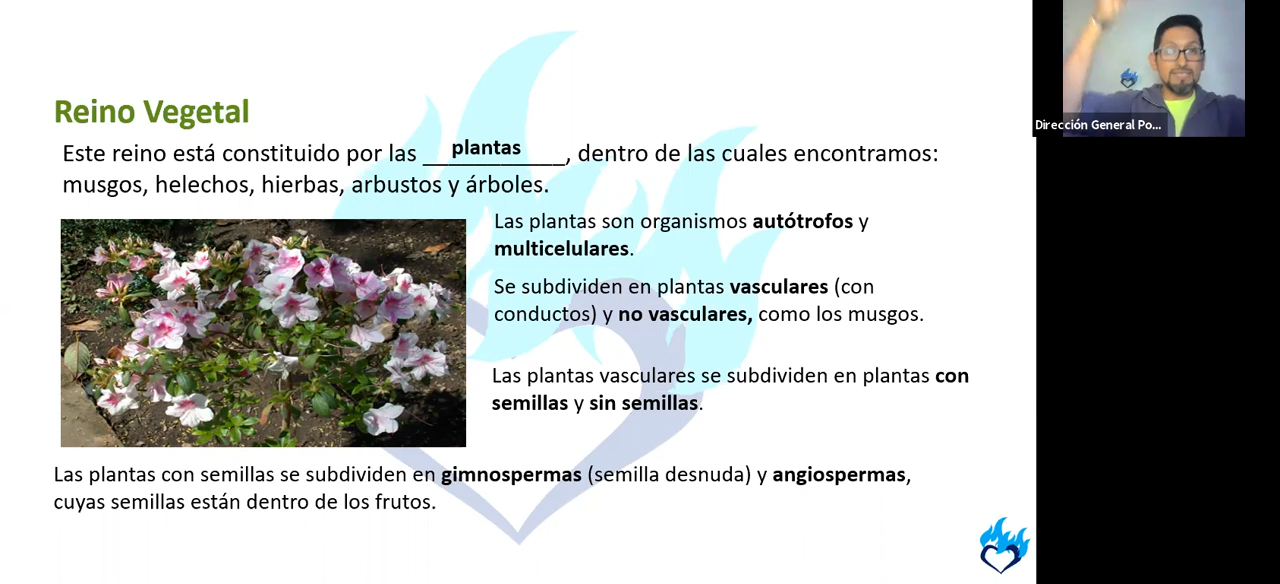 Reino Vegetal
Este reino está constituido por las ___plantas___, dentro de las cuales encontramos:
musgos, helechos, hierbas, arbustos y árboles.
Las plantas son organismos autótrofos y
multicelulares.
Se subdividen en plantas vasculares (con
conductos) y no vasculares, como los musgos.
Las plantas vasculares se subdividen en plantas con
semillas y sin semillas.
Las plantas con semillas se subdividen en gimnospermas (semilla desnuda) y angiospermas,
cuyas semillas están dentro de los frutos.
Dirección General Po...